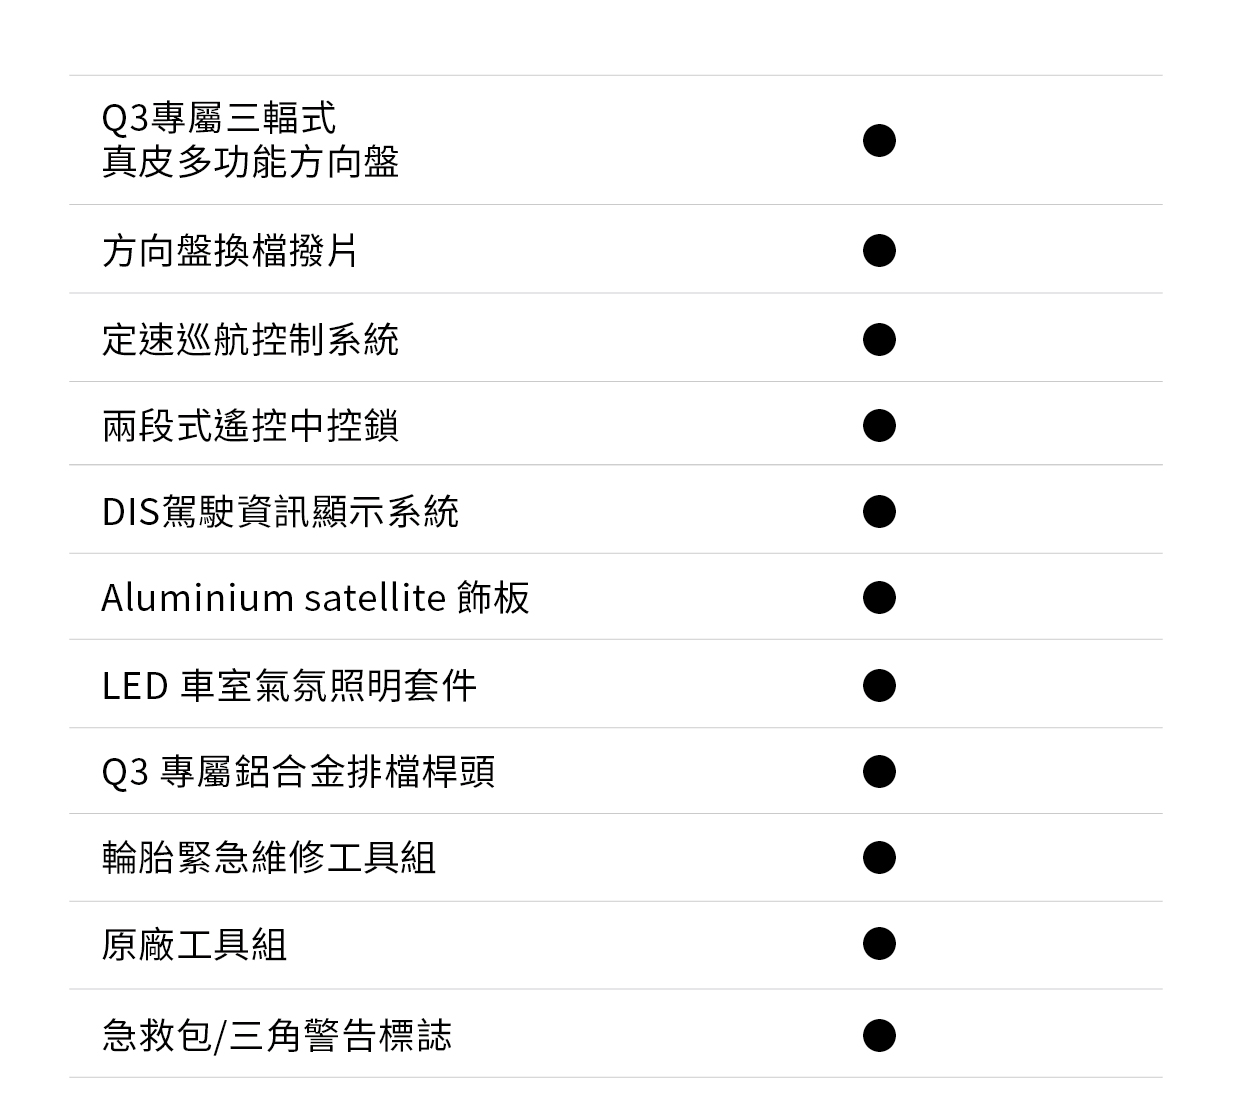 Q3專屬三輻式
真皮多功能方向盤
方向盤換檔撥片
定速巡航控制系統
兩段式遙控中控鎖
DIS駕駛資訊顯示系統
Aluminium satellite 飾板
LED 車室氣氛照明套件
Q3 專屬鋁合金排檔桿頭
輪胎緊急維修工具組
原廠工具組
急救包/三角警告標誌